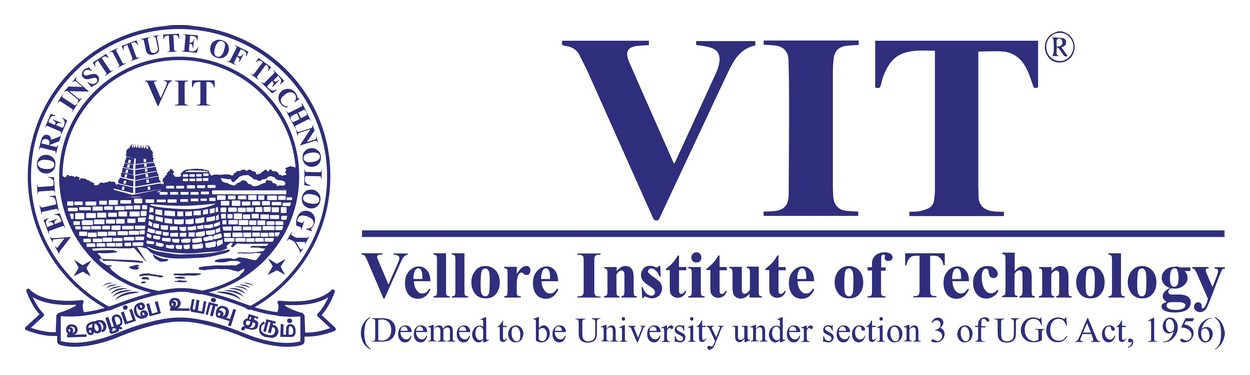 VELLORE INSTITUTE OF TECHNOLOGY
VIT
உழைப்பே உயர்வு தரும்
VIT®
Vellore Institute of Technology
(Deemed to be University under section 3 of UGC Act, 1956)